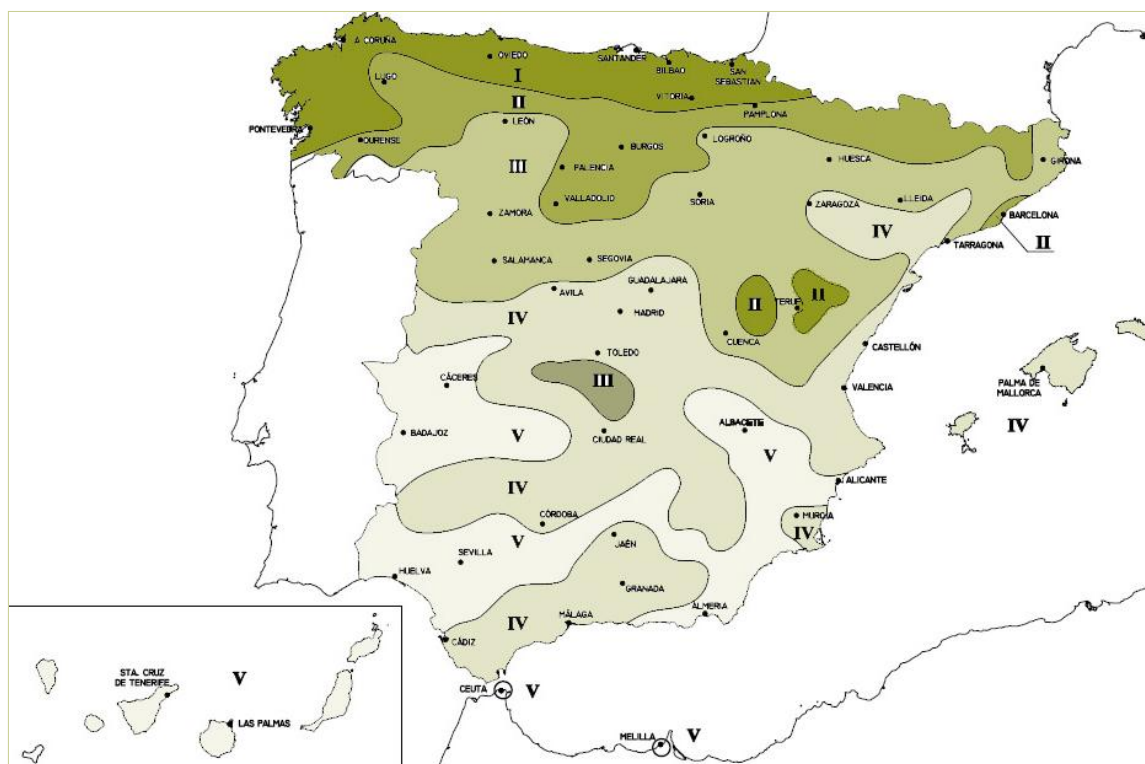 A CORUÑA
OVIEDO
SANTANDER
BILBAO
SAN
SEBASTIAN
I
LUGO
VITORIA
II
PAMPLONA
PONTEVEDRA
LEÓN
OURENSE
LOGROÑO
BURGOS
HUESCA
GIRONA
III
PALENCIA
VALLADOLID
SORIA
ZARAGOZA
LLEIDA
ZAMORA
BARCELONA
IV
II
TARRAGONA
SALAMANCA
SEGOVIA
AVILA
GUADALAJARA
II
II
TERUEL
IV
MADRID
CUENCA
CASTELLÓN
TOLEDO
PALMA DE
MALLORCA
CÁCERES
III
VALENCIA
IV
BADAJOZ
V
CIUDAD REAL
ALBACETE
V
ALICANTE
IV
CÓRDOBA
MURCIA
IV
V
JAÉN
SEVILLA
HUELVA
GRANADA
ALMERIA
MÁLAGA
IV
CÁDIZ
STA. CRUZ
DE TENERIFE
V
CEUTA
V
LAS PALMAS
MELILLA
V